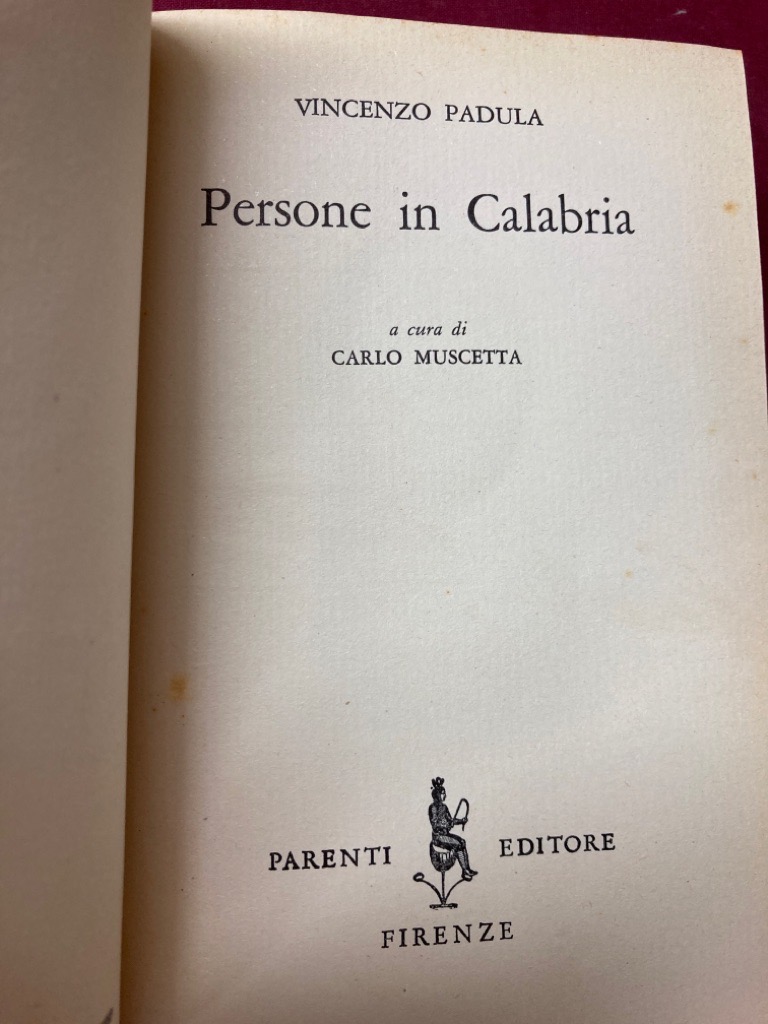 VINCENZO PADULA
Persone in Calabria
a cura di
CARLO MUSCETTA
PARENTI EDITORE
FIRENZE